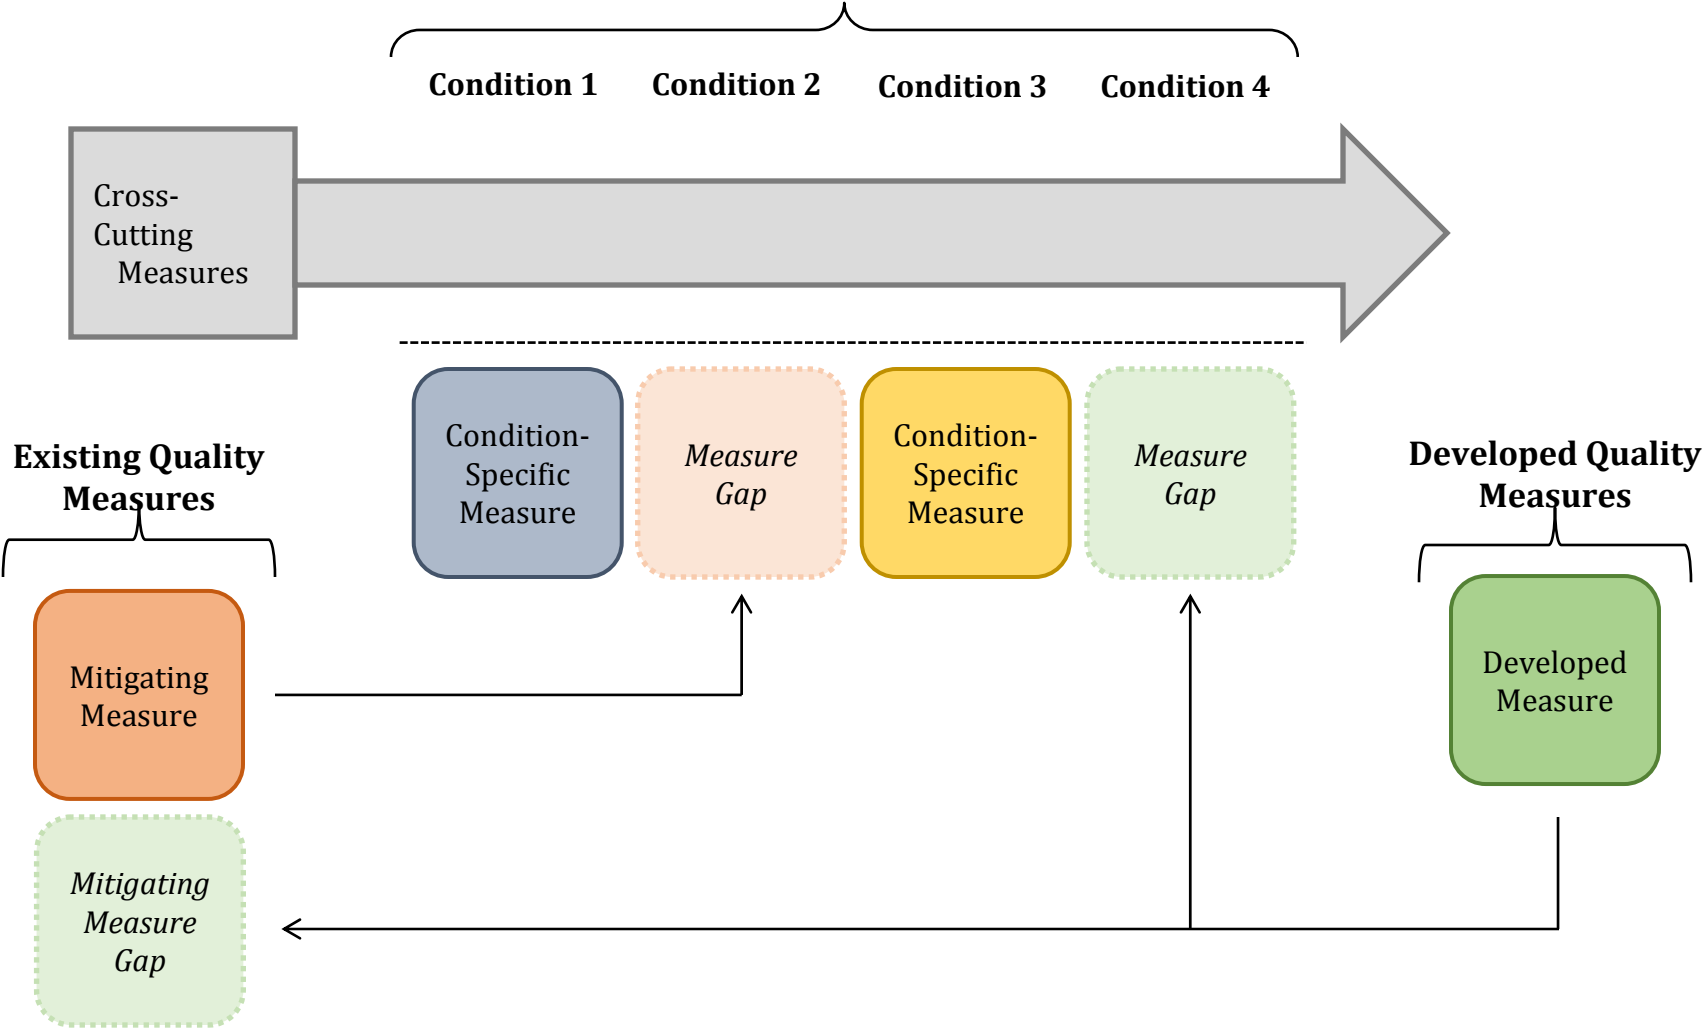 Condition 1 Condition 2 Condition 3 Condition 4
Cross-
Cutting
Measures
Condition-
Specific
Measure
Measure
Gap
Condition-
Specific
Measure
Measure
Gap
Existing Quality
Measures
Developed Quality
Measures
Mitigating
Measure
Developed
Measure
Mitigating
Measure
Gap